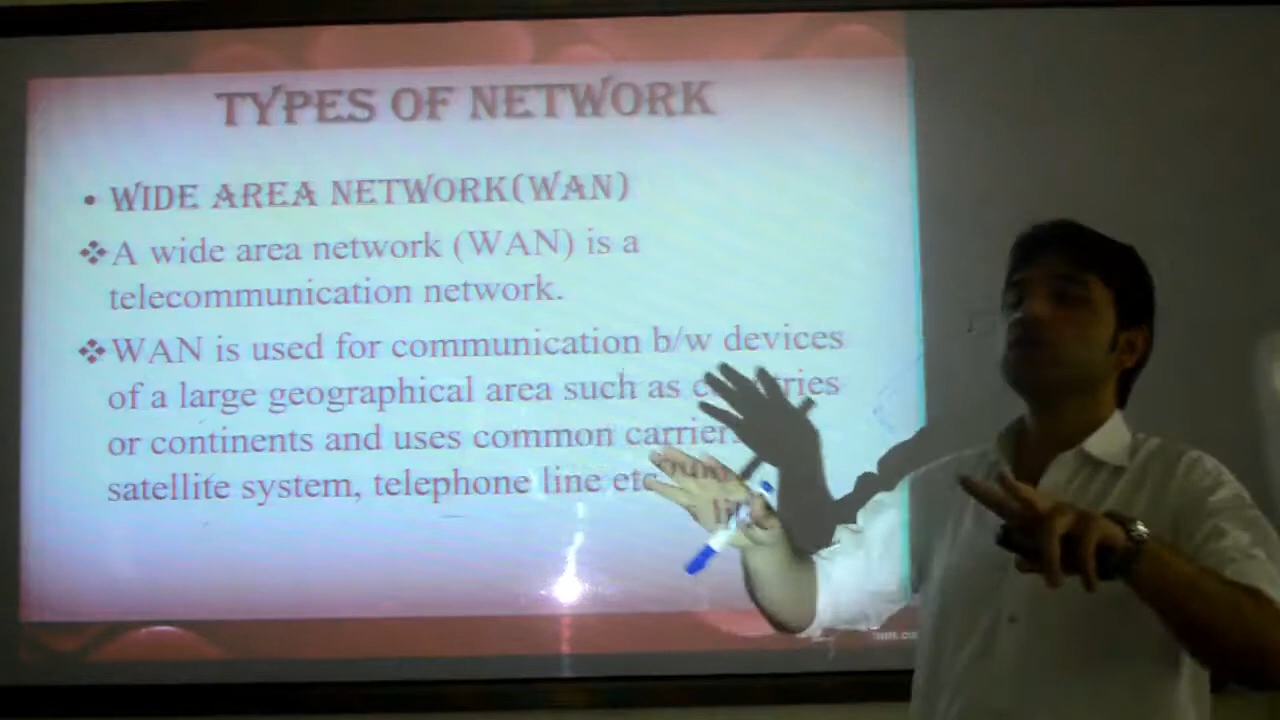 TYPES OF NETWORK
• WIDE AREA NETWORK(WAN)
❖A wide area network (WAN) is a
telecommunication network.
❖WAN is used for communication b/w devices
of a large geographical area such as
or continents and uses common
satellite system, telephone line etc